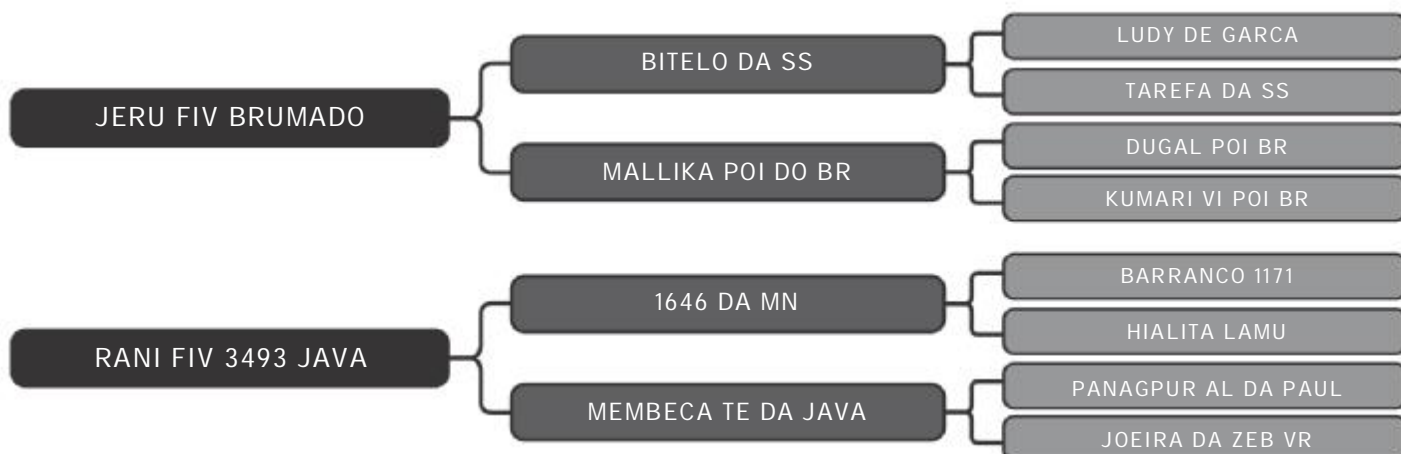 JERU FIV BRUMADO
BITELO DA SS
LUDY DE GARCA
TAREFA DA SS
MALLIKA POI DO BR
DUGAL POI BR
KUMARI VI POI BR
RANI FIV 3493 JAVA
1646 DA MN
BARRANCO 1171
HIALITA LAMU
MEMBECA TE DA JAVA
PANAGPUR AL DA PAUL
JOEIRA DA ZEB VR